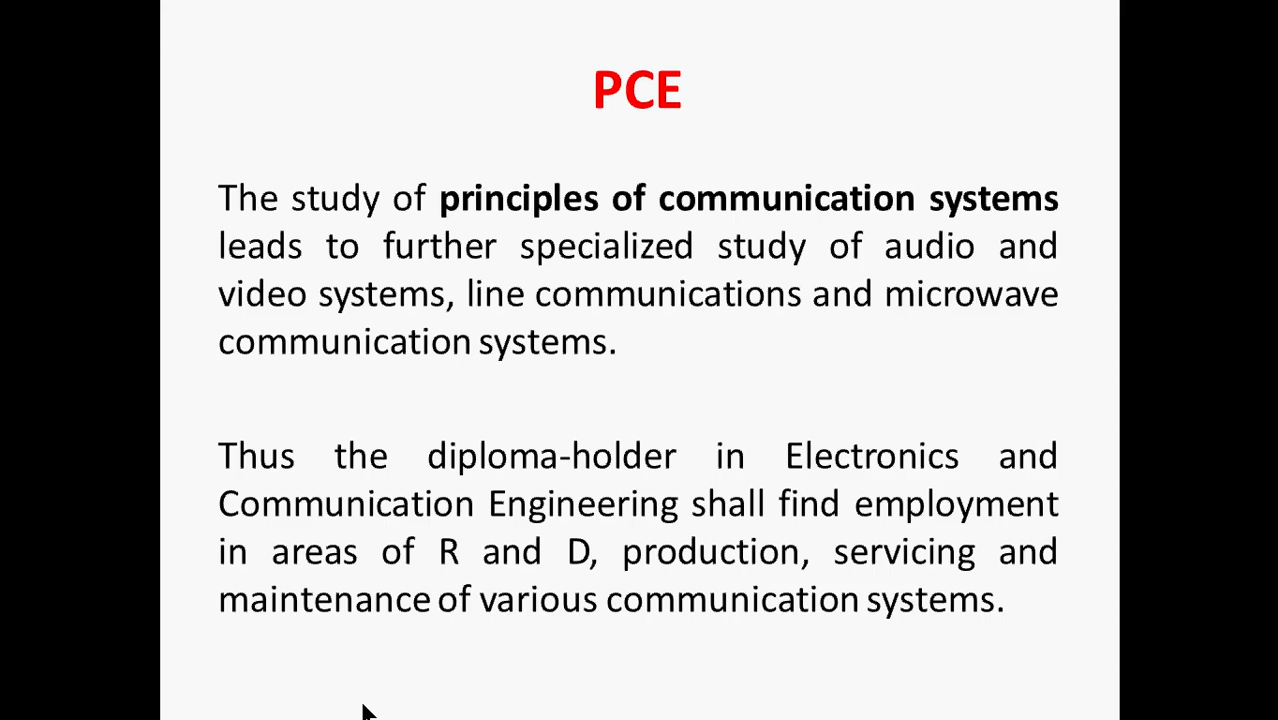 PCE
The study of principles of communication systems
leads to further specialized study of audio and
video systems, line communications and microwave
communication systems.
Thus the diploma-holder in Electronics and
Communication Engineering shall find employment
in areas of R and D, production, servicing and
maintenance of various communication systems.